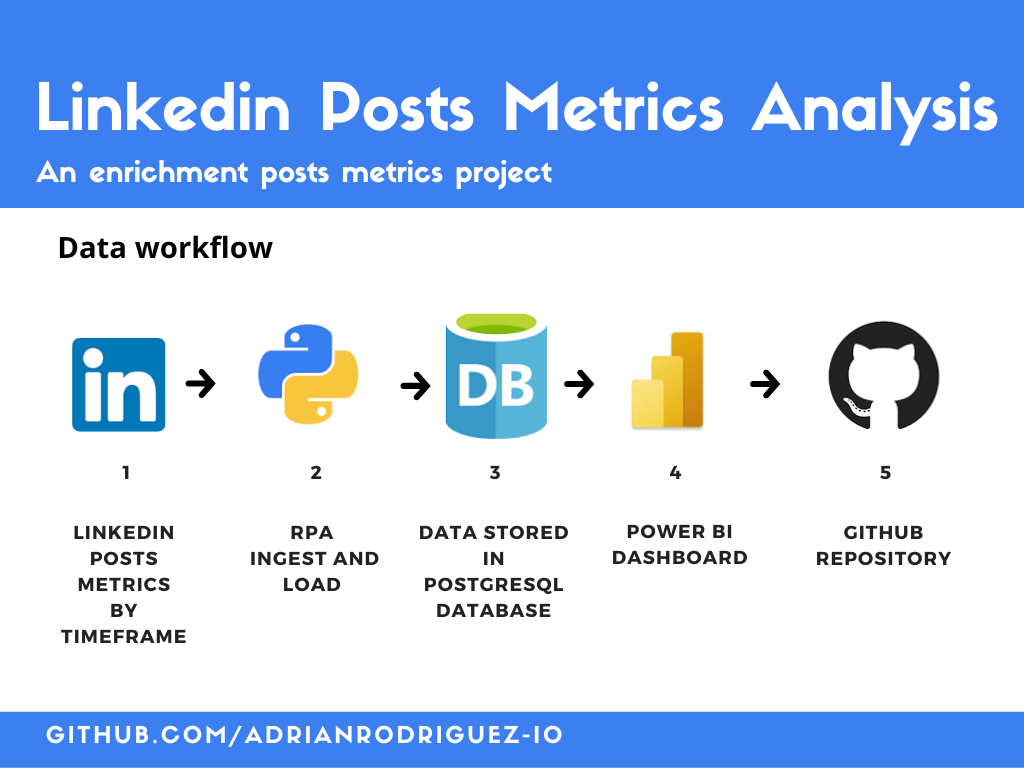 Linkedin Posts Metrics Analysis
An enrichment posts metrics project
Data workflow
in
DB
1
2
3
4
5
LINKEDIN
POSTS
METRICS
BY
TIMEFRAME
RPA
INGEST AND
LOAD
DATA STORED
IN
POSTGRESQL
DATABASE
POWER BI
DASHBOARD
GITHUB
REPOSITORY
GITHUB.COM/ADRIANRODRIGUEZ-IO